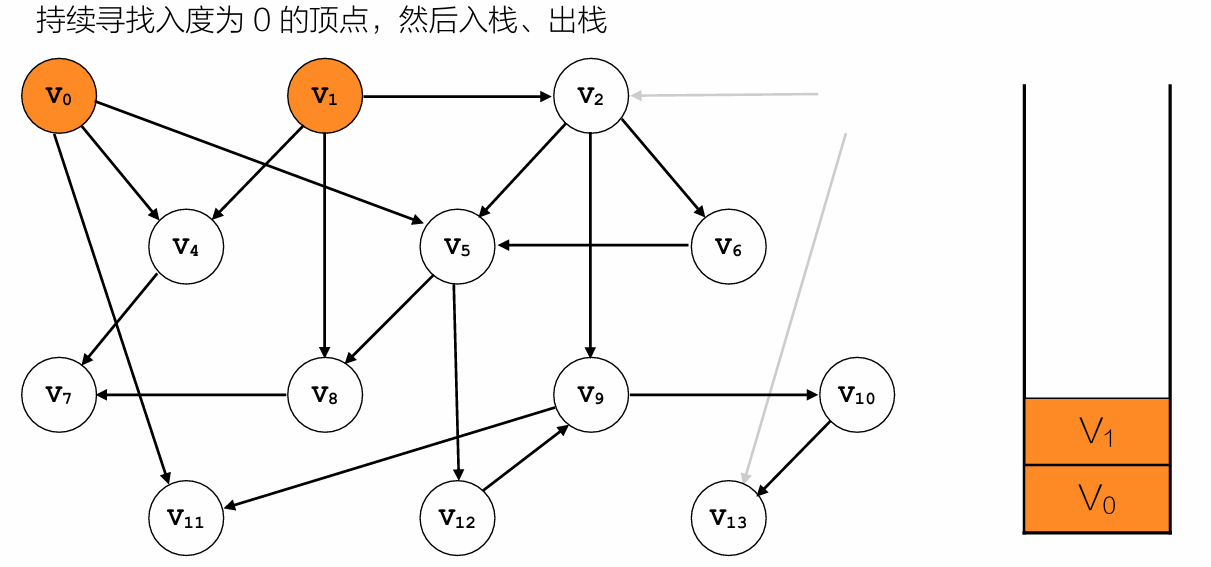 持续寻找入度为 0 的顶点，然后入栈、出栈
V₀ V₁ V₂
V₄ V₅ V₆
V₇ V₈ V₉ V₁₀
V₁₁ V₁₂ V₁₃
V₁
V₀